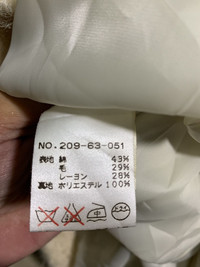 NO.209-63-051
表地 綿 43%
毛 29%
レーヨン 28%
裏地 ポリエステル 100%
中